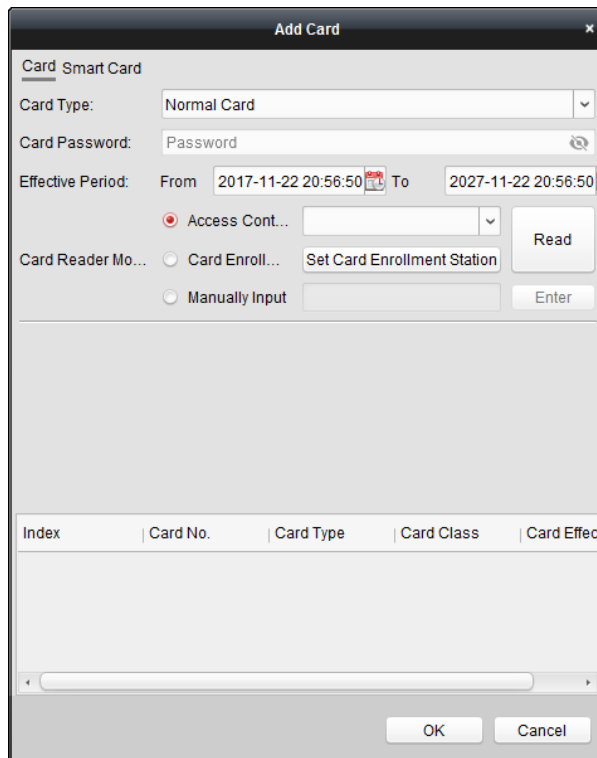 Add Card
Card Smart Card
Card Type: Normal Card
Card Password: Password
Effective Period: From 2017-11-22 20:56:50 To 2027-11-22 20:56:50
Access Cont...
Read
Card Reader Mo... Card Enroll... Set Card Enrollment Station
Manually Input Enter
Index Card No. Card Type Card Class Card Effec
OK Cancel